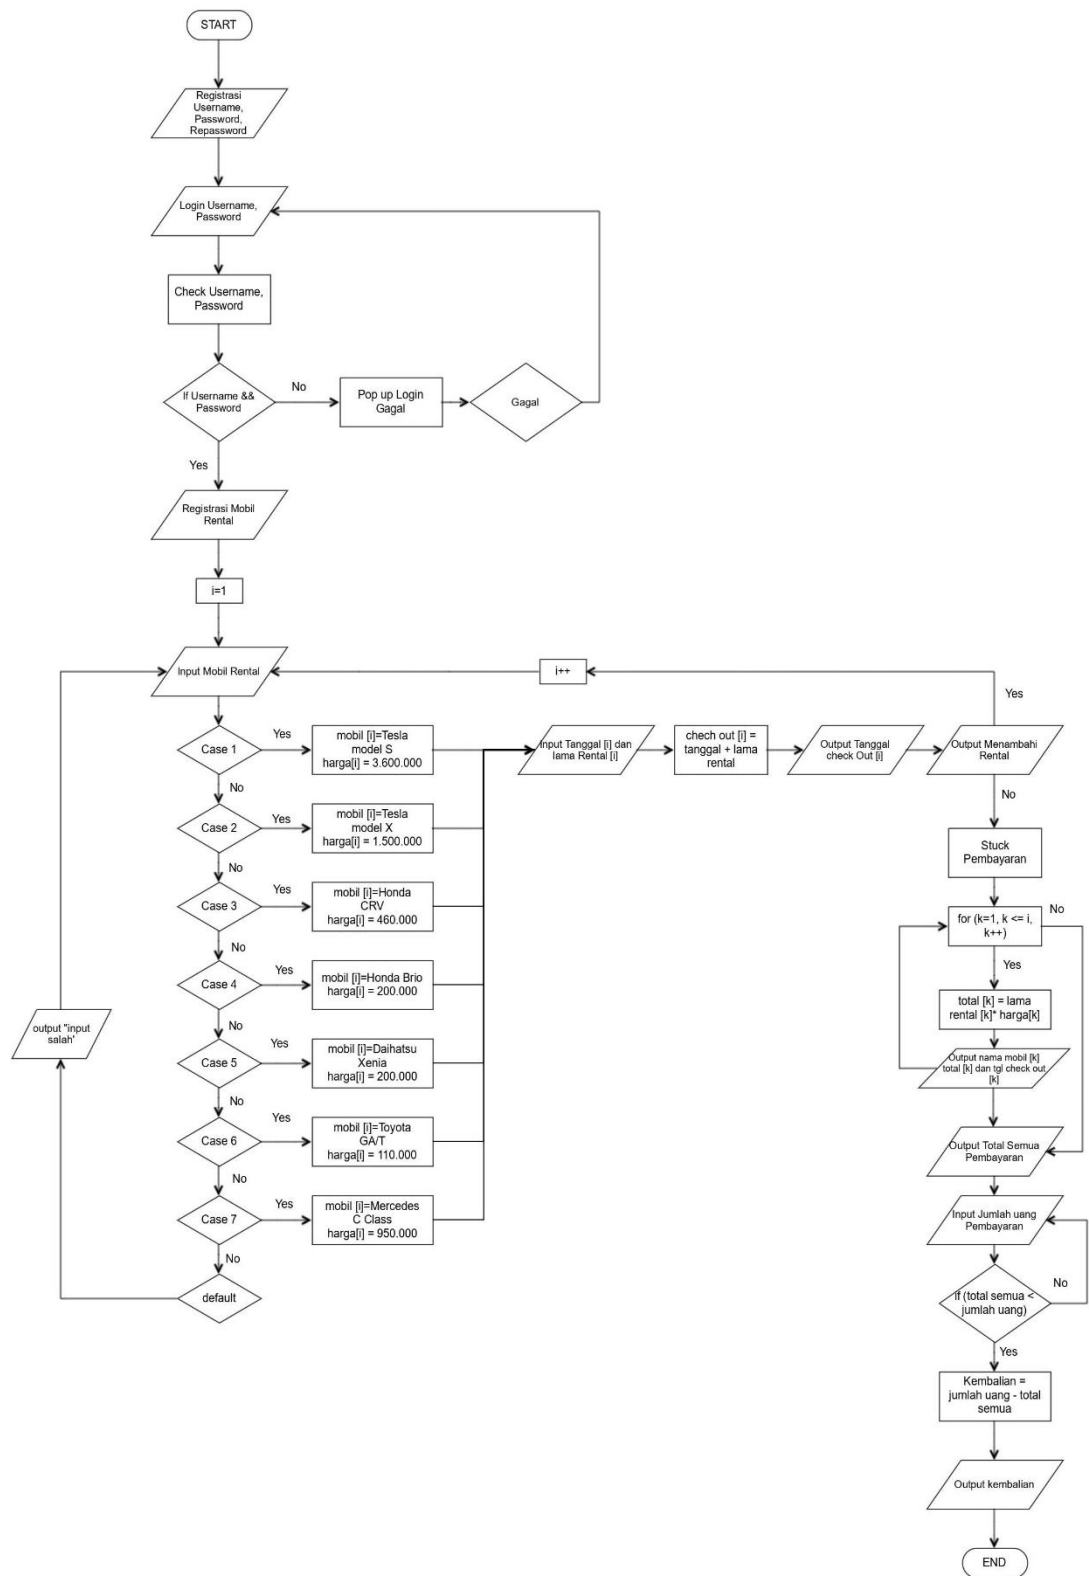 START
Registrasi
Username,
Password,
Repassword
Login Username,
Password
Check Username,
Password
If Username &&
Password
No
Pop up Login
Gagal
Gagal
Yes
Registrasi Mobil
Rental
i=1
Input Mobil Rental
i++
Yes
Case 1
Yes
mobil [i]=Tesla
model S
harga[i] = 3.600.000
Input Tanggal [i] dan
lama Rental [i]
chech out [i] =
tanggal + lama
rental
Output Tanggal
check Out [i]
Output Menambahi
Rental
No
No
Case 2
Yes
mobil [i]=Tesla
model X
harga[i] = 1.500.000
No
Case 3
Yes
mobil [i]=Honda
CRV
harga[i] = 460.000
No
Case 4
Yes
mobil [i]=Honda Brio
harga[i] = 200.000
No
Case 5
Yes
mobil [i]=Daihatsu
Xenia
harga[i] = 200.000
No
Case 6
Yes
mobil [i]=Toyota
GA/T
harga[i] = 110.000
No
Case 7
Yes
mobil [i]=Mercedes
C Class
harga[i] = 950.000
No
default
output "input
salah'
Stuck
Pembayaran
for (k=1, k <= i,
k++)
No
Yes
total [k] = lama
rental [k]* harga[k]
Output nama mobil [k]
total [k] dan tgl check out
[k]
Output Total Semua
Pembayaran
Input Jumlah uang
Pembayaran
if (total semua <
jumlah uang)
No
Yes
Kembalian =
jumlah uang - total
semua
Output kembalian
END